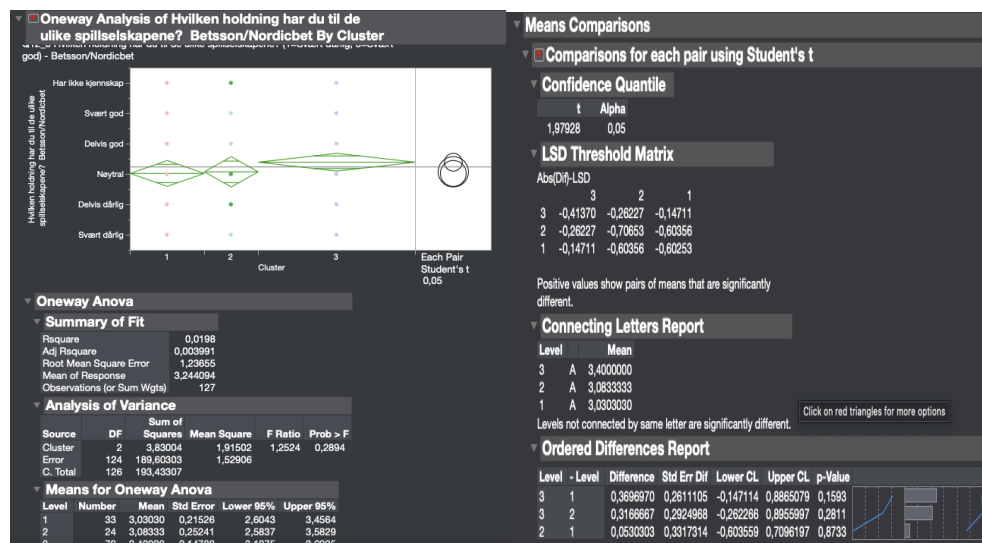 Oneway Analysis of Hvilken holdning har du til de
ulike spillselskapene? Betsson/Nordicbet By Cluster
god) - Betsson/Nordicbet
Hvilken holdning har du til de ulike
spillselskapene? Betsson/Nordicbet
Har ikke kjennskap
Svært god
Delvis god
Nøytral
Delvis dårlig
Svært dårlig
1 2 3
Cluster
Each Pair
Student's t
0,05
Oneway Anova
Summary of Fit
Rsquare 0,0198
Adj Rsquare 0,003991
Root Mean Square Error 1,23655
Mean of Response 3,244094
Observations (or Sum Wgts) 127
Analysis of Variance
Source DF Sum of Squares Mean Square F Ratio Prob > F
Cluster 2 3,83004 1,91502 1,2524 0,2894
Error 124 189,60303 1,52906
C. Total 126 193,43307
Means for Oneway Anova
Level Number Mean Std Error Lower 95% Upper 95%
1 33 3,03030 0,21526 2,6043 3,4564
2 24 3,08333 0,25241 2,5837 3,5829
Means Comparisons
Comparisons for each pair using Student's t
Confidence Quantile
t Alpha
1,97928 0,05
LSD Threshold Matrix
Abs(Dif)-LSD
3 2 1
3 -0,41370 -0,26227 -0,14711
2 -0,26227 -0,70653 -0,60356
1 -0,14711 -0,60356 -0,60253
Positive values show pairs of means that are significantly
different.
Connecting Letters Report
Level Mean
3 A 3,4000000
2 A 3,0833333
1 A 3,0303030
Levels not connected by same letter are significantly different.
Click on red triangles for more options
Ordered Differences Report
Level - Level Difference Std Err Dif Lower CL Upper CL p-Value
3 1 0,3696970 0,2611105 -0,147114 0,8865079 0,1593
3 2 0,3166667 0,2924968 -0,262266 0,8955997 0,2811
2 1 0,0530303 0,3317314 -0,603559 0,7096197 0,8733